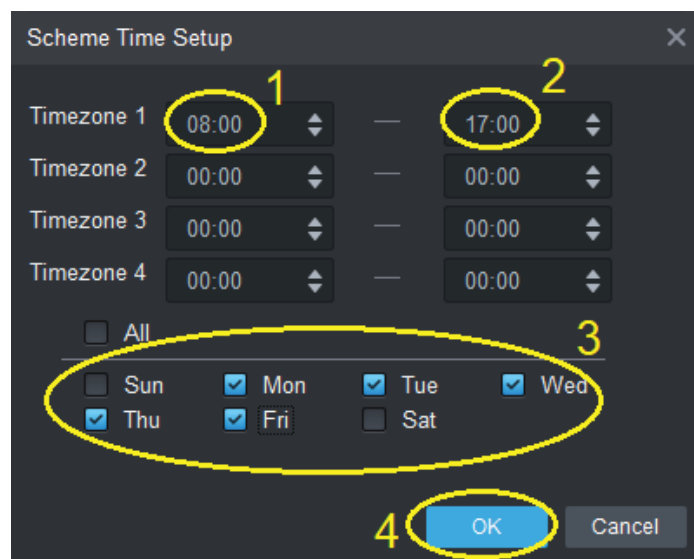 Scheme Time Setup
1
2
Timezone 1 08:00 — 17:00
Timezone 2 00:00 — 00:00
Timezone 3 00:00 — 00:00
Timezone 4 00:00 — 00:00
All
3
Sun Mon Tue Wed
Thu Fri Sat
4 OK Cancel